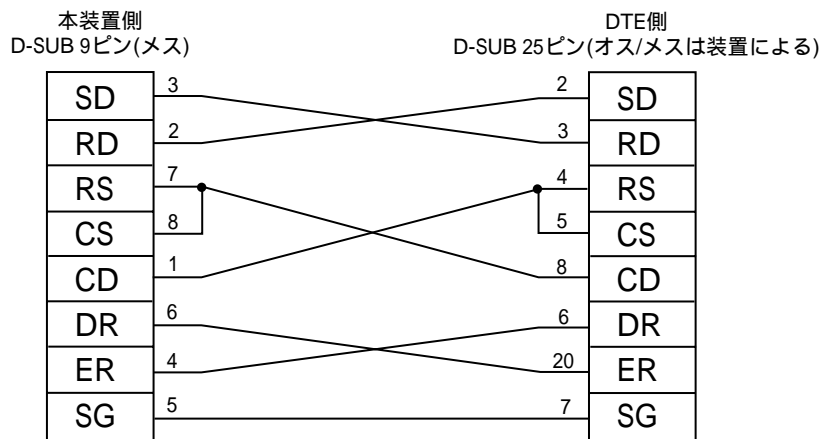 本装置側
D-SUB 9ピン(メス)
DTE側
D-SUB 25ピン(オス/メスは装置による)
SD 3 2 SD
RD 2 3 RD
RS 7 4 RS
CS 8 5 CS
CD 1 8 CD
DR 6 6 DR
ER 4 20 ER
SG 5 7 SG